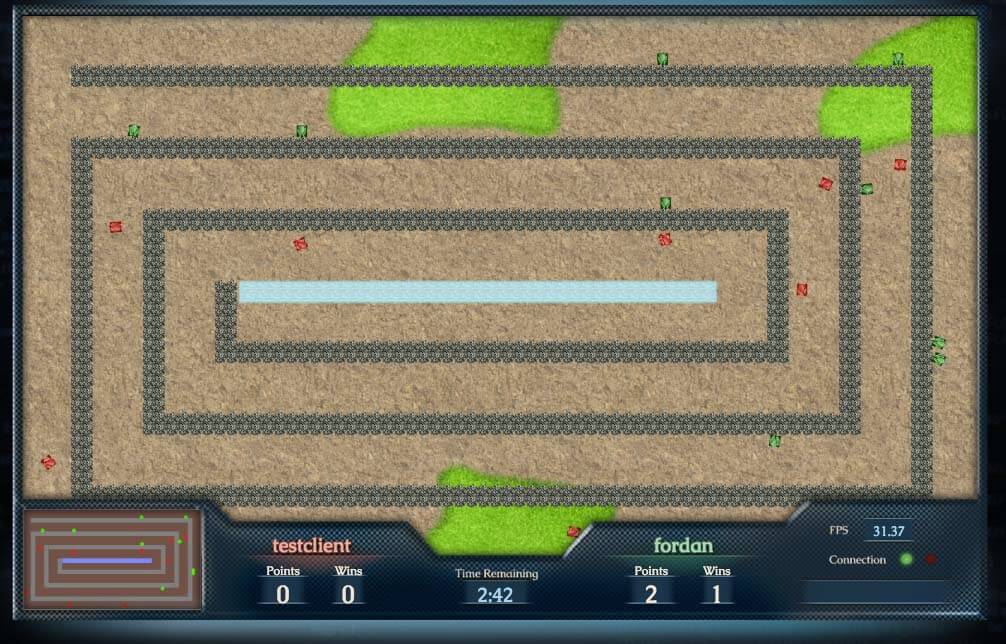 testclient
Points Wins
0 0
Time Remaining
2:42
fordan
Points Wins
2 1
FPS 31.37
Connection